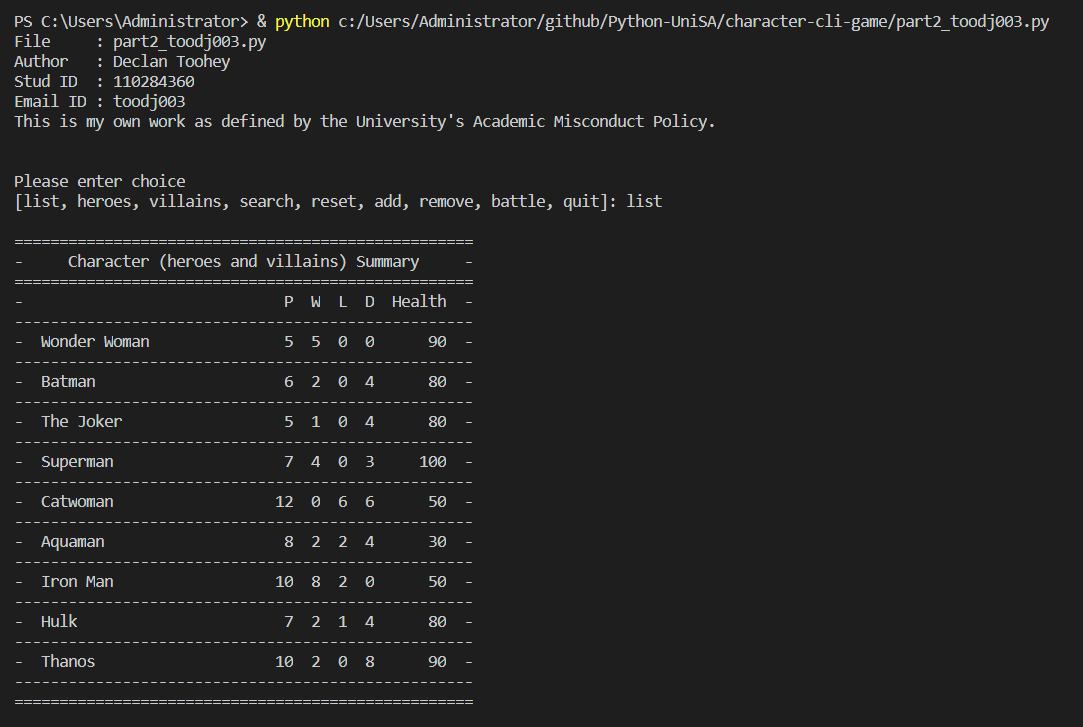 PS C:\Users\Administrator> & python c:/Users/Administrator/github/Python-UniSA/character-cli-game/part2_toodj003.py
File     : part2_toodj003.py
Author   : Declan Toohey
Stud ID  : 110284360
Email ID : toodj003
This is my own work as defined by the University's Academic Misconduct Policy.


Please enter choice
[list, heroes, villains, search, reset, add, remove, battle, quit]: list

===================================================
-     Character (heroes and villains) Summary     -
===================================================
-                             P  W  L  D  Health  -
---------------------------------------------------
-  Wonder Woman               5  5  0  0      90  -
---------------------------------------------------
-  Batman                     6  2  0  4      80  -
---------------------------------------------------
-  The Joker                  5  1  0  4      80  -
---------------------------------------------------
-  Superman                   7  4  0  3     100  -
---------------------------------------------------
-  Catwoman                  12  0  6  6      50  -
---------------------------------------------------
-  Aquaman                    8  2  2  4      30  -
---------------------------------------------------
-  Iron Man                  10  8  2  0      50  -
---------------------------------------------------
-  Hulk                       7  2  1  4      80  -
---------------------------------------------------
-  Thanos                    10  2  0  8      90  -
---------------------------------------------------
===================================================